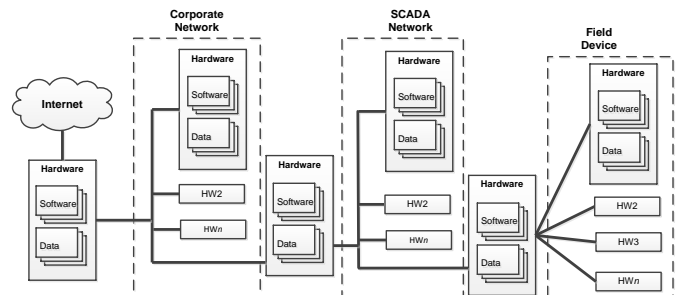 Corporate
Network
SCADA
Network
Field
Device
Internet
Hardware
Software
Data
Hardware
Software
Data
HW2
HWn
Hardware
Software
Data
Hardware
Software
Data
HW2
HWn
Hardware
Software
Data
Hardware
Software
Data
HW2
HW3
HWn